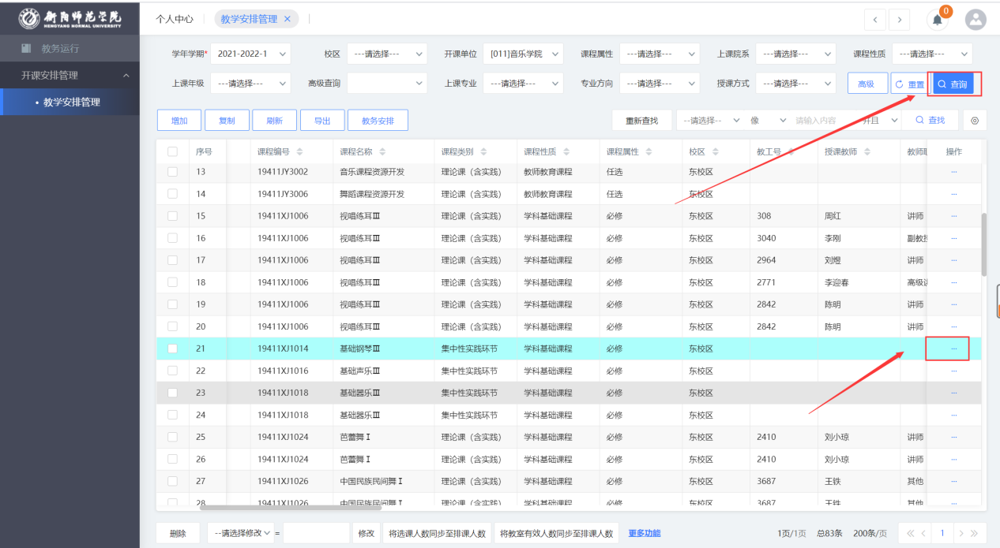 衡阳师范学院
HENGYANG NORMAL UNIVERSITY
教务运行
开课安排管理
• 教学安排管理
个人中心 教学安排管理 × < > 0
学年学期* 2021-2022-1 校区 ---请选择--- 开课单位 [011]音乐学院 课程属性 ---请选择--- 上课院系 ---请选择--- 课程性质 ---请选择---
上课年级 ---请选择--- 高级查询 上课专业 ---请选择--- 专业方向 ---请选择--- 授课方式 ---请选择--- 高级 重置 查询
增加 复制 刷新 导出 教务安排 重新查找 --请选择-- 像 请输入内容 并且 查找
序号 课程编号 课程名称 课程类别 课程性质 课程属性 校区 教工号 授课教师 操作
13 19411JY3002 音乐课程资源开发 理论课（含实践） 教师教育课程 任选 东校区 ...
14 19411JY3006 舞蹈课程资源开发 理论课（含实践） 教师教育课程 任选 东校区 ...
15 19411XJ1006 视唱练耳Ⅲ 理论课（含实践） 学科基础课程 必修 东校区 308 周红 讲师 ...
16 19411XJ1006 视唱练耳Ⅲ 理论课（含实践） 学科基础课程 必修 东校区 3040 李刚 副教授 ...
17 19411XJ1006 视唱练耳Ⅲ 理论课（含实践） 学科基础课程 必修 东校区 2964 刘煜 讲师 ...
18 19411XJ1006 视唱练耳Ⅲ 理论课（含实践） 学科基础课程 必修 东校区 2771 李迎春 高级讲 ...
19 19411XJ1006 视唱练耳Ⅲ 理论课（含实践） 学科基础课程 必修 东校区 2842 陈明 讲师 ...
20 19411XJ1006 视唱练耳Ⅲ 理论课（含实践） 学科基础课程 必修 东校区 2842 陈明 讲师 ...
21 19411XJ1014 基础钢琴Ⅲ 集中性实践环节 学科基础课程 必修 东校区 ...
22 19411XJ1016 基础声乐Ⅲ 集中性实践环节 学科基础课程 必修 东校区 ...
23 19411XJ1018 基础器乐Ⅲ 集中性实践环节 学科基础课程 必修 东校区 ...
24 19411XJ1018 基础器乐Ⅲ 集中性实践环节 学科基础课程 必修 东校区 ...
25 19411XJ1024 芭蕾舞Ⅰ 理论课（含实践） 学科基础课程 必修 东校区 2410 刘小琼 讲师 ...
26 19411XJ1024 芭蕾舞Ⅰ 理论课（含实践） 学科基础课程 必修 东校区 2410 刘小琼 讲师 ...
27 19411XJ1026 中国民族民间舞Ⅰ 理论课（含实践） 学科基础课程 必修 东校区 3687 王铁 其他 ...
28 19411XJ1026 中国民族民间舞Ⅰ 理论课（含实践） 学科基础课程 必修 东校区 3687 王铁 其他 ...
删除 --请选择修改 = 修改 将选课人数同步至排课人数 将教室有效人数同步至排课人数 更多功能 1页/1页 总83条 200条/页 « < 1 > »